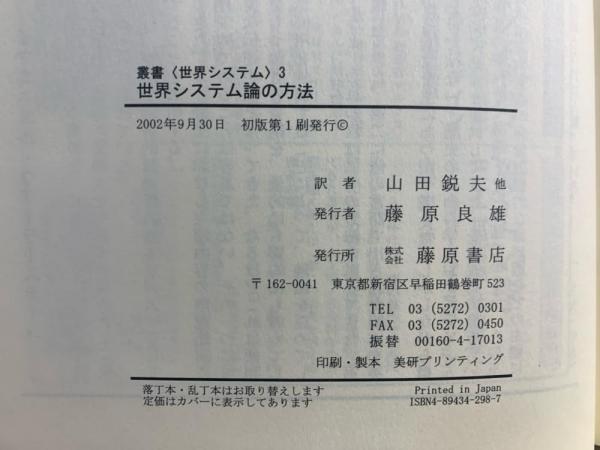 叢書〈世界システム〉3
世界システム論の方法
2002年9月30日 初版第1刷発行©
訳者 山田鋭夫他
発行者 藤原良雄
発行所 株式会社 藤原書店
〒162-0041 東京都新宿区早稲田鶴巻町523
TEL 03 (5272) 0301
FAX 03 (5272) 0450
振替 00160-4-17013
印刷・製本 美研プリンティング
落丁本・乱丁本はお取り替えします
定価はカバーに表示してあります
Printed in Japan
ISBN4-89434-298-7